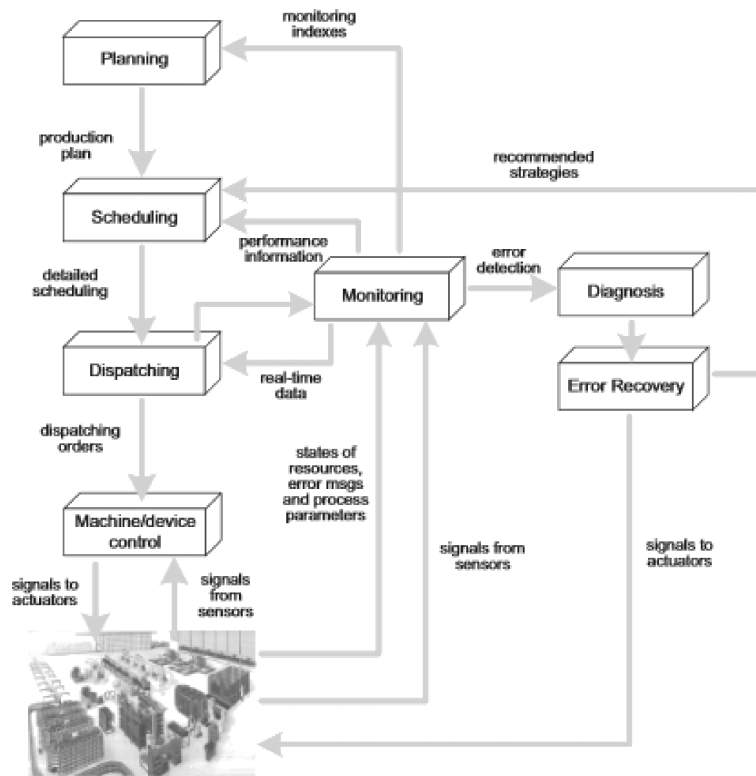 monitoring
indexes
Planning
production
plan
recommended
strategies
Scheduling
performance
information
error
detection
detailed
scheduling
Monitoring
Diagnosis
Dispatching
real-time
data
Error Recovery
dispatching
orders
states of
resources,
error msgs
and process
parameters
Machine/device
control
signals from
sensors
signals to
actuators
signals to
actuators
signals
from
sensors